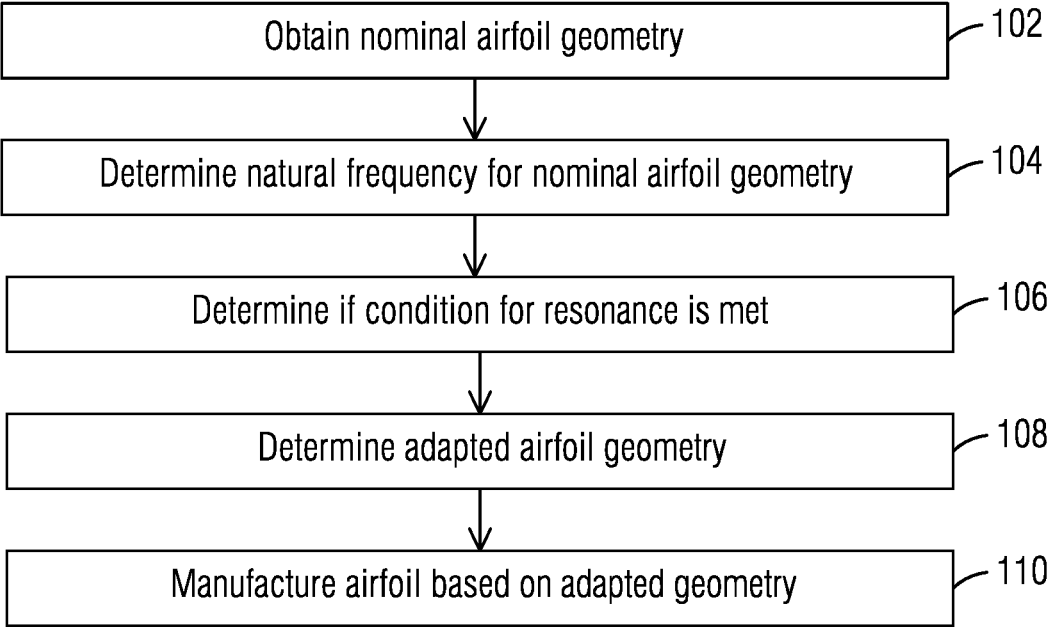 Obtain nominal airfoil geometry 102
Determine natural frequency for nominal airfoil geometry 104
Determine if condition for resonance is met 106
Determine adapted airfoil geometry 108
Manufacture airfoil based on adapted geometry 110